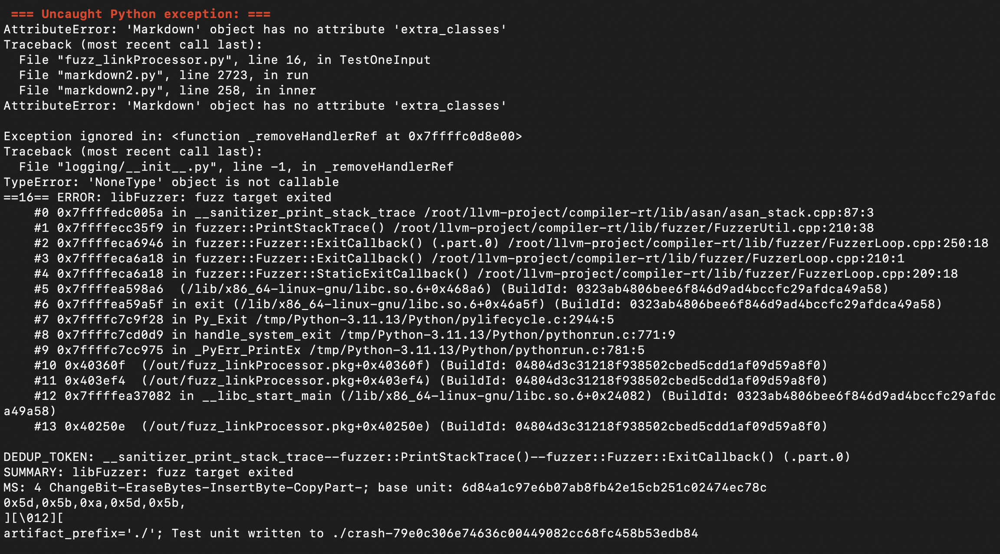 === Uncaught Python exception: ===
AttributeError: 'Markdown' object has no attribute 'extra_classes'
Traceback (most recent call last):
  File "fuzz_linkProcessor.py", line 16, in TestOneInput
  File "markdown2.py", line 2723, in run
  File "markdown2.py", line 258, in inner
AttributeError: 'Markdown' object has no attribute 'extra_classes'

Exception ignored in: <function _removeHandlerRef at 0x7ffffc0d8e00>
Traceback (most recent call last):
  File "logging/__init__.py", line -1, in _removeHandlerRef
TypeError: 'NoneType' object is not callable
==16== ERROR: libFuzzer: fuzz target exited
    #0 0x7ffffedc005a in __sanitizer_print_stack_trace /root/llvm-project/compiler-rt/lib/asan/asan_stack.cpp:87:3
    #1 0x7ffffecc35f9 in fuzzer::PrintStackTrace() /root/llvm-project/compiler-rt/lib/fuzzer/FuzzerUtil.cpp:210:38
    #2 0x7ffffeca6946 in fuzzer::Fuzzer::ExitCallback() (.part.0) /root/llvm-project/compiler-rt/lib/fuzzer/FuzzerLoop.cpp:250:18
    #3 0x7ffffeca6a18 in fuzzer::Fuzzer::ExitCallback() /root/llvm-project/compiler-rt/lib/fuzzer/FuzzerLoop.cpp:210:1
    #4 0x7ffffeca6a18 in fuzzer::Fuzzer::StaticExitCallback() /root/llvm-project/compiler-rt/lib/fuzzer/FuzzerLoop.cpp:209:18
    #5 0x7ffffea598a6  (/lib/x86_64-linux-gnu/libc.so.6+0x468a6) (BuildId: 0323ab4806bee6f846d9ad4bccfc29afdca49a58)
    #6 0x7ffffea59a5f in exit (/lib/x86_64-linux-gnu/libc.so.6+0x46a5f) (BuildId: 0323ab4806bee6f846d9ad4bccfc29afdca49a58)
    #7 0x7ffffc7c9f28 in Py_Exit /tmp/Python-3.11.13/Python/pylifecycle.c:2944:5
    #8 0x7ffffc7cd0d9 in handle_system_exit /tmp/Python-3.11.13/Python/pythonrun.c:771:9
    #9 0x7ffffc7cc975 in _PyErr_PrintEx /tmp/Python-3.11.13/Python/pythonrun.c:781:5
    #10 0x40360f  (/out/fuzz_linkProcessor.pkg+0x40360f) (BuildId: 04804d3c31218f938502cbed5cdd1af09d59a8f0)
    #11 0x403ef4  (/out/fuzz_linkProcessor.pkg+0x403ef4) (BuildId: 04804d3c31218f938502cbed5cdd1af09d59a8f0)
    #12 0x7ffffea37082 in __libc_start_main (/lib/x86_64-linux-gnu/libc.so.6+0x24082) (BuildId: 0323ab4806bee6f846d9ad4bccfc29afdc
a49a58)
    #13 0x40250e  (/out/fuzz_linkProcessor.pkg+0x40250e) (BuildId: 04804d3c31218f938502cbed5cdd1af09d59a8f0)

DEDUP_TOKEN: __sanitizer_print_stack_trace--fuzzer::PrintStackTrace()--fuzzer::Fuzzer::ExitCallback() (.part.0)
SUMMARY: libFuzzer: fuzz target exited
MS: 4 ChangeBit-EraseBytes-InsertByte-CopyPart-; base unit: 6d84a1c97e6b07ab8fb42e15cb251c02474ec78c
0x5d,0x5b,0xa,0x5d,0x5b,
][\012][
artifact_prefix='./'; Test unit written to ./crash-79e0c306e74636c00449082cc68fc458b53edb84